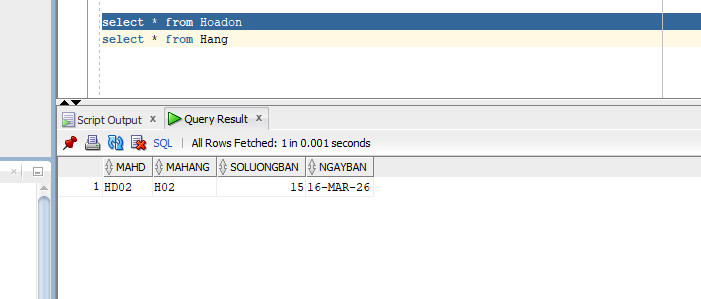 select * from Hoadon
select * from Hang
Script Output x Query Result x
SQL | All Rows Fetched: 1 in 0.001 seconds
MAHD MAHANG SOLUONGBAN NGAYBAN
1 HD02 H02 15 16-MAR-26